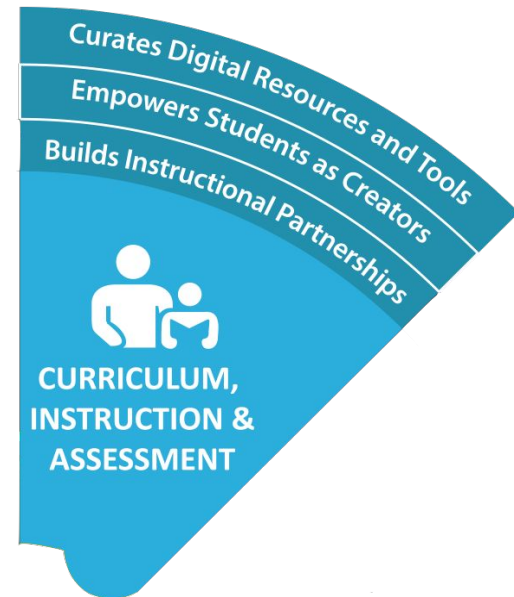 Curates Digital Resources and Tools
Empowers Students as Creators
Builds Instructional Partnerships
CURRICULUM,
INSTRUCTION &
ASSESSMENT